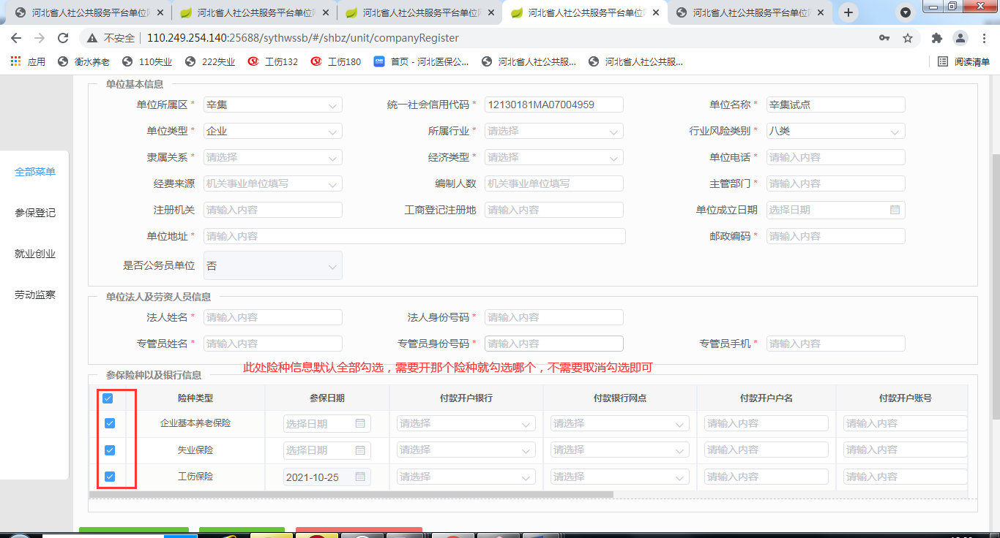 河北省人社公共服务平台单位网 河北省人社公共服务平台单位网 河北省人社公共服务平台单位网 河北省人社公共服务平台单位网 河北省人社公共服务平台单位网
不安全 110.249.254.140:25688/sythwssb/#/shbz/unit/companyRegister
应用 衡水养老 110失业 222失业 工伤132 工伤180 首页 - 河北医保公... 河北省人社公共服... 河北省人社公共服... 阅读清单
单位基本信息
单位所属区 * 辛集 统一社会信用代码 * 12130181MA07004959 单位名称 * 辛集试点
单位类型 * 企业 所属行业 * 请选择 行业风险类别 * 八类
隶属关系 * 请选择 经济类型 * 请选择 单位电话 * 请输入内容
经费来源 机关事业单位填写 编制人数 机关事业单位填写 主管部门 * 请输入内容
注册机关 请输入内容 工商登记注册地 请输入内容 单位成立日期 选择日期
单位地址 * 请输入内容 邮政编码 * 请输入内容
是否公务员单位 否
全部菜单
参保登记
就业创业
劳动监察
单位法人及劳资人员信息
法人姓名 * 请输入内容 法人身份号码 * 请输入内容
专管员姓名 * 请输入内容 专管员身份号码 * 请输入内容 专管员手机 * 请输入内容
此处险种信息默认全部勾选，需要开那个险种就勾选哪个，不需要取消勾选即可
参保险种以及银行信息
险种类型 参保日期 付款开户银行 付款银行网点 付款开户户名 付款开户账号
企业基本养老保险 选择日期 请选择 请选择 请输入内容 请输入内容
失业保险 选择日期 请选择 请选择 请输入内容 请输入内容
工伤保险 2021-10-25 请选择 请选择 请输入内容 请输入内容